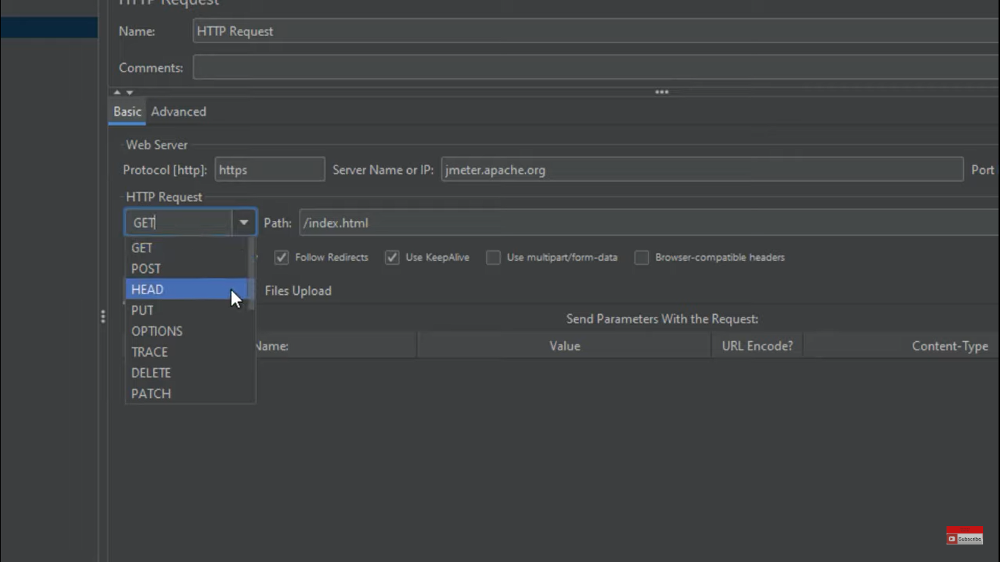 HTTP Request
Name: HTTP Request
Comments:
Basic Advanced
Web Server
Protocol [http]: https Server Name or IP: jmeter.apache.org Port
HTTP Request
GET Path: /index.html
GET
Follow Redirects Use KeepAlive Use multipart/form-data Browser-compatible headers
POST
HEAD Files Upload
PUT
Send Parameters With the Request:
OPTIONS
Name: Value URL Encode? Content-Type
TRACE
DELETE
PATCH
Subscribe